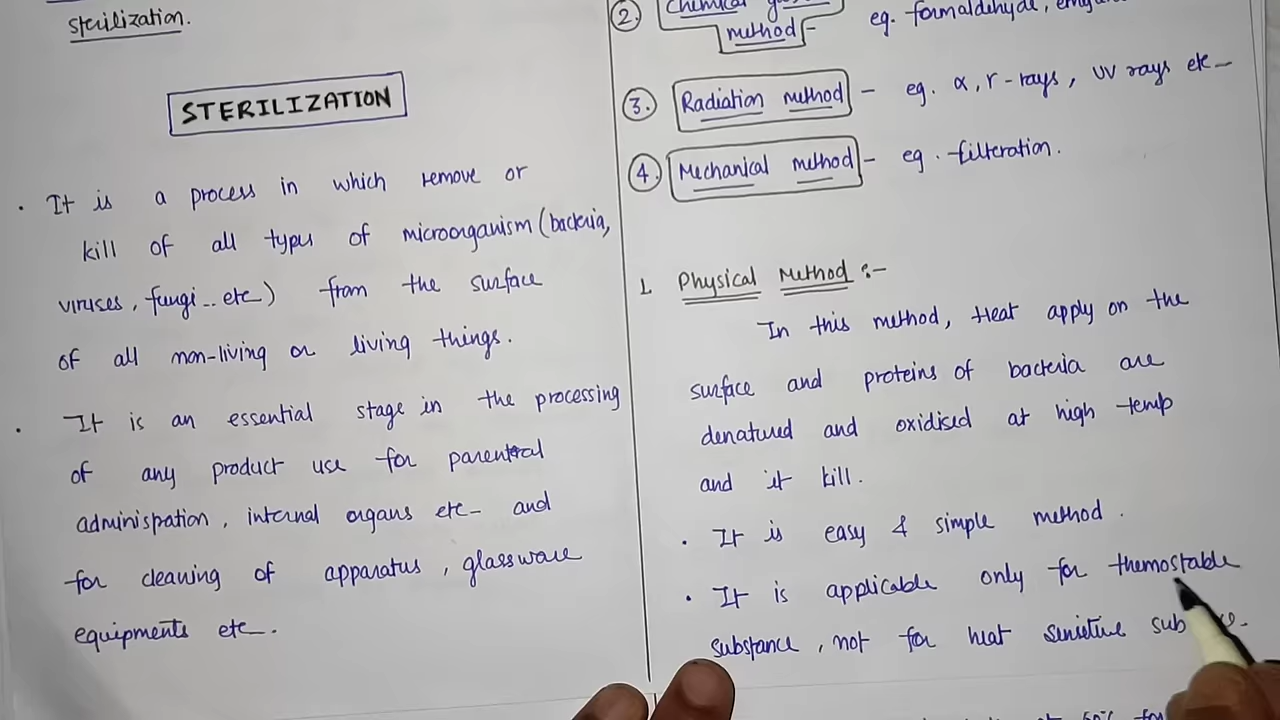 sterilization.
STERILIZATION
• It is a process in which remove or
kill of all types of microorganism (bacteria,
viruses, fungi .. etc) from the surface
of all non-living or living things.
• It is an essential stage in the processing
of any product use for parentral
adminispation, internal organs etc- and
for cleaning of apparatus, glassware
equipments etc-.
2. Chemical
method - eg. formaldehyde,
3. Radiation method - eg. α, r-rays, UV rays etc-
4. Mechanical method - eg. filteration.
1. Physical Method :-
In this method, Heat apply on the
surface and proteins of bacteria are
denatured and oxidised at high temp
and it kill.
• It is easy & simple method.
• It is applicable only for themostable
substance, not for heat senistive